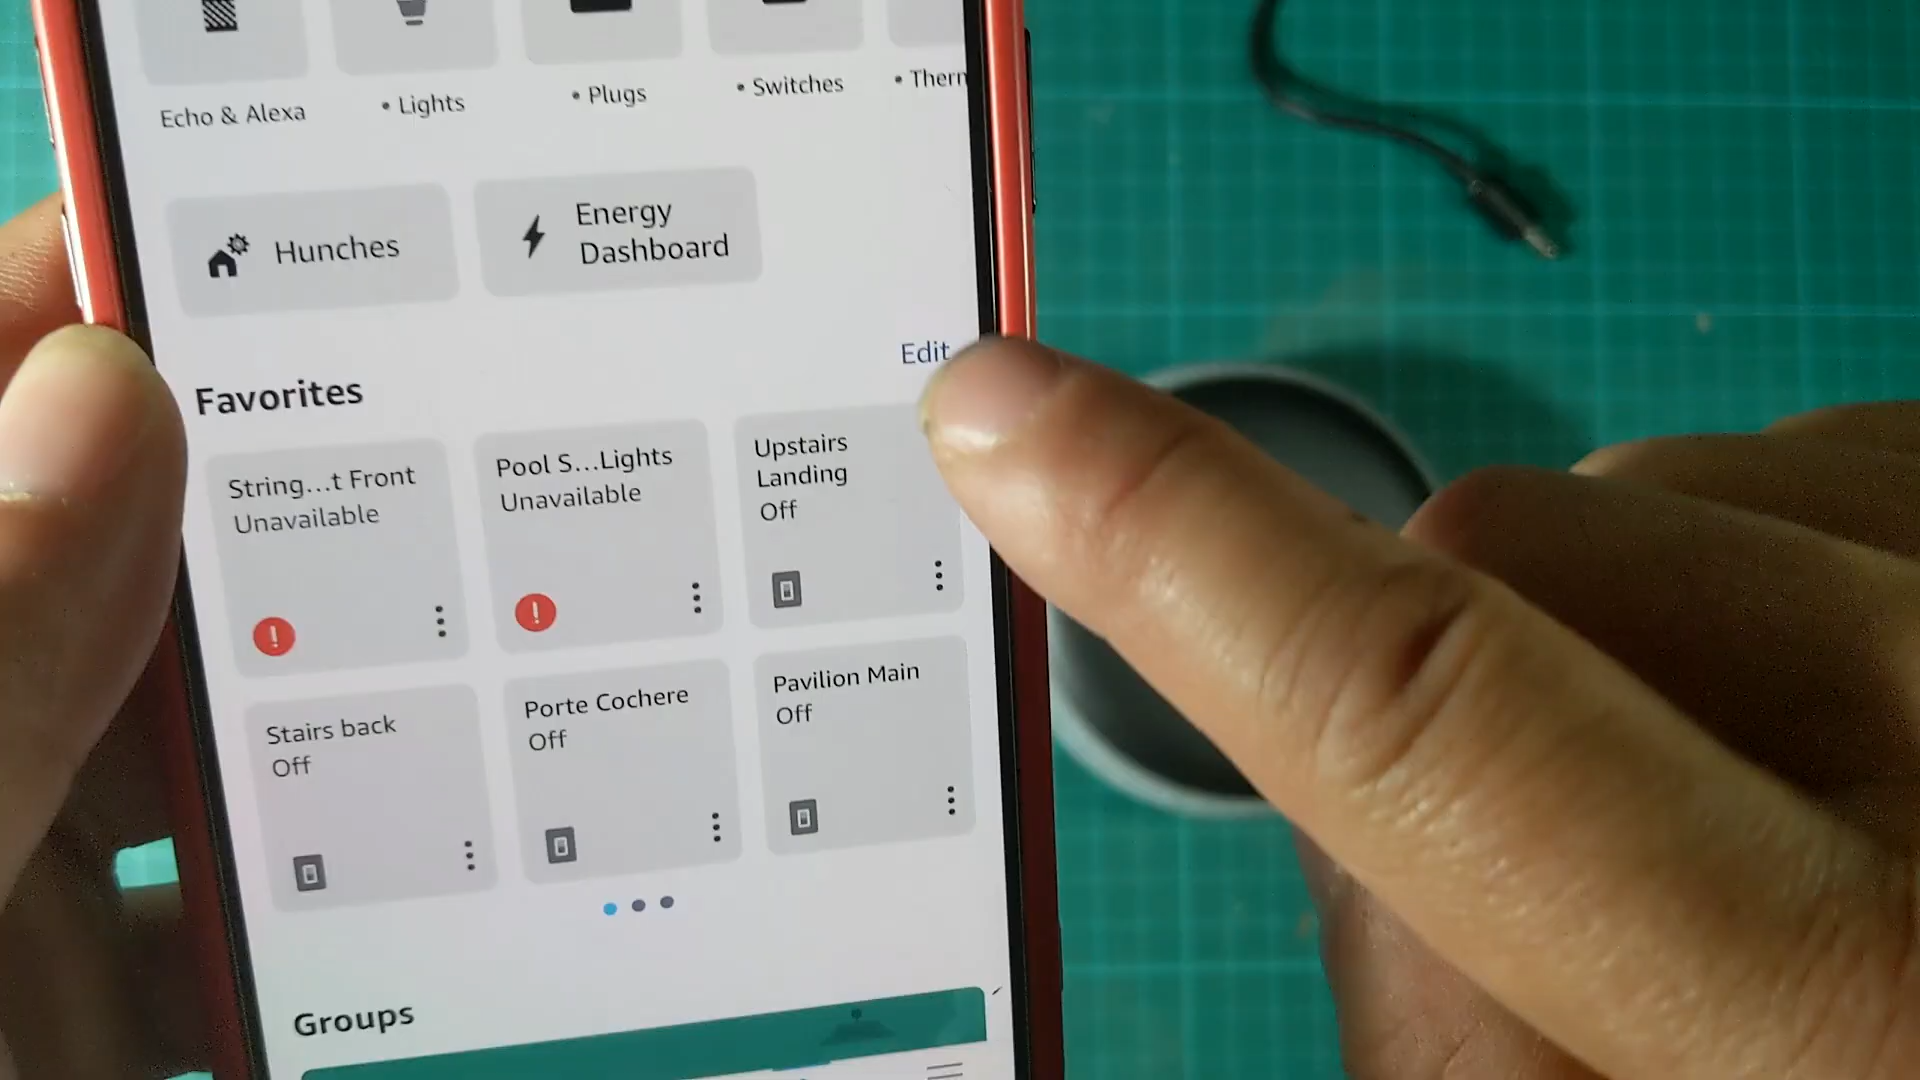 Echo & Alexa
• Lights
• Plugs
• Switches
• Therm
Hunches
Energy
Dashboard
Edit
Favorites
String...t Front
Unavailable
Pool S...Lights
Unavailable
Upstairs
Landing
Off
Stairs back
Off
Porte Cochere
Off
Pavilion Main
Off
Groups